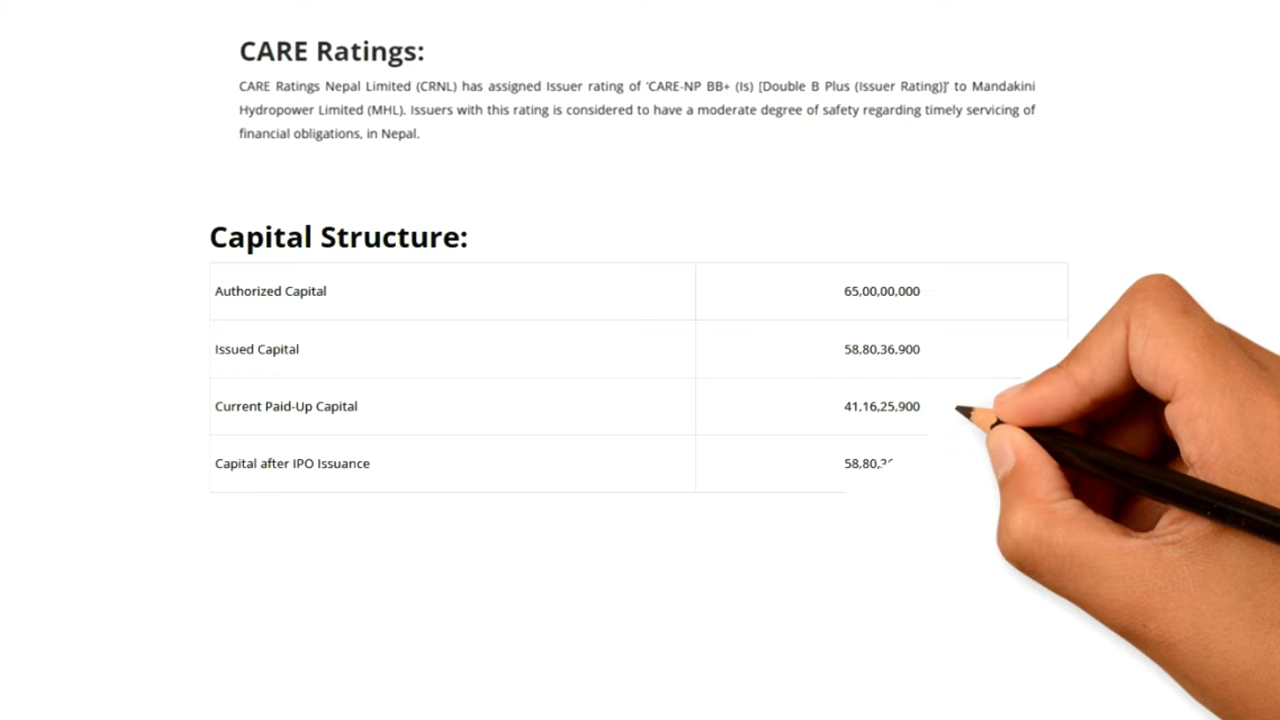 CARE Ratings:
CARE Ratings Nepal Limited (CRNL) has assigned Issuer rating of 'CARE-NP BB+ (Is) [Double B Plus (Issuer Rating)]' to Mandakini
Hydropower Limited (MHL). Issuers with this rating is considered to have a moderate degree of safety regarding timely servicing of
financial obligations, in Nepal.
Capital Structure:
Authorized Capital 65,00,00,000
Issued Capital 58,80,36,900
Current Paid-Up Capital 41,16,25,900
Capital after IPO Issuance